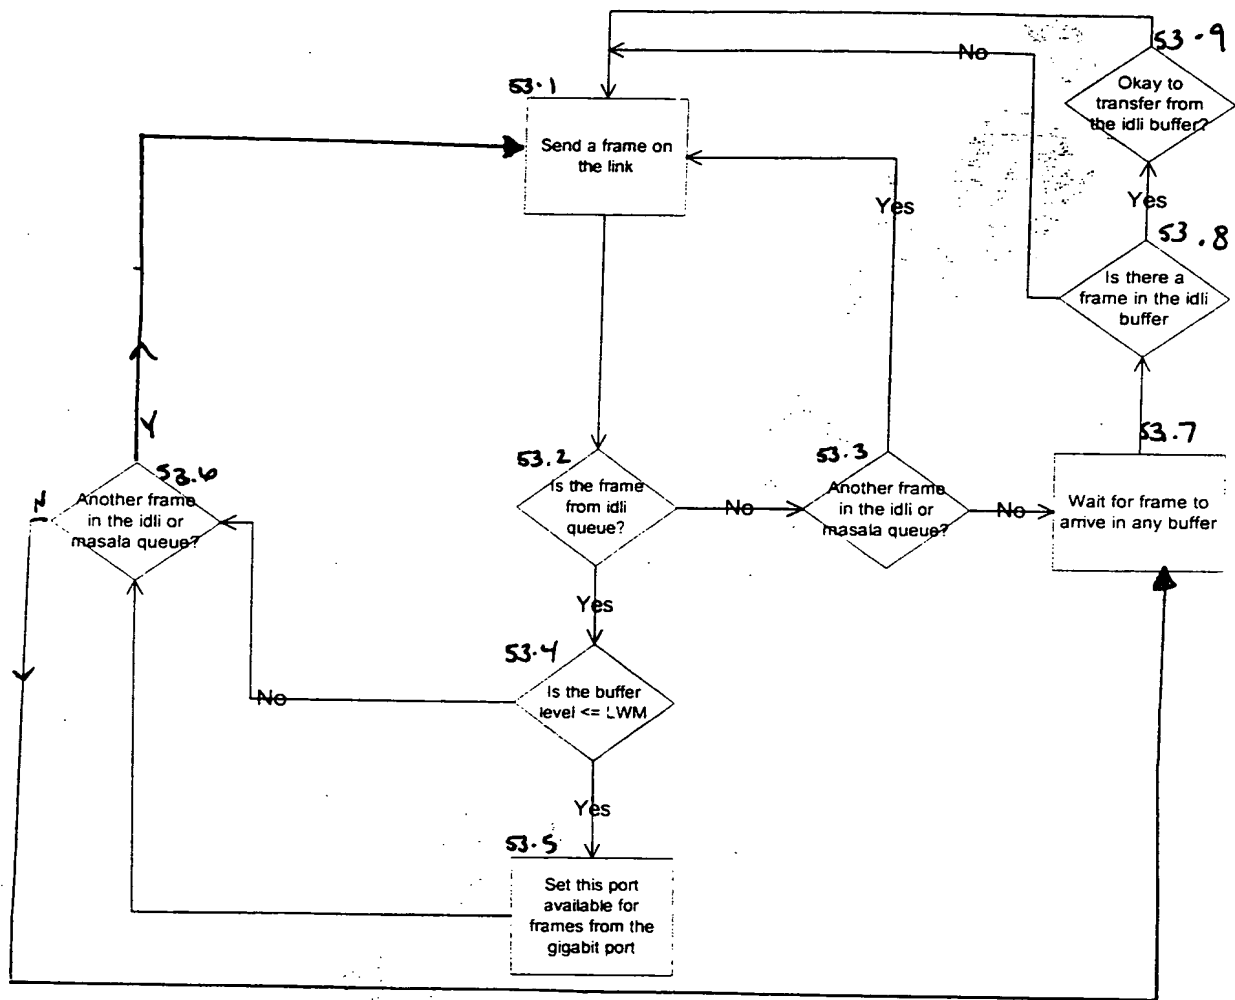 53.9
No
Okay to
transfer from
the idli buffer?
53.1
Send a frame on
the link
Yes
Yes
53.8
Is there a
frame in the idli
buffer
Y
53.7
53.2
53.3
53.6
Is the frame
from idli
queue?
No
Another frame
in the idli or
masala queue?
No
Wait for frame to
arrive in any buffer
N
Another frame
in the idli or
masala queue?
Yes
53.4
Is the buffer
level <= LWM
No
Yes
53.5
Set this port
available for
frames from the
gigabit port